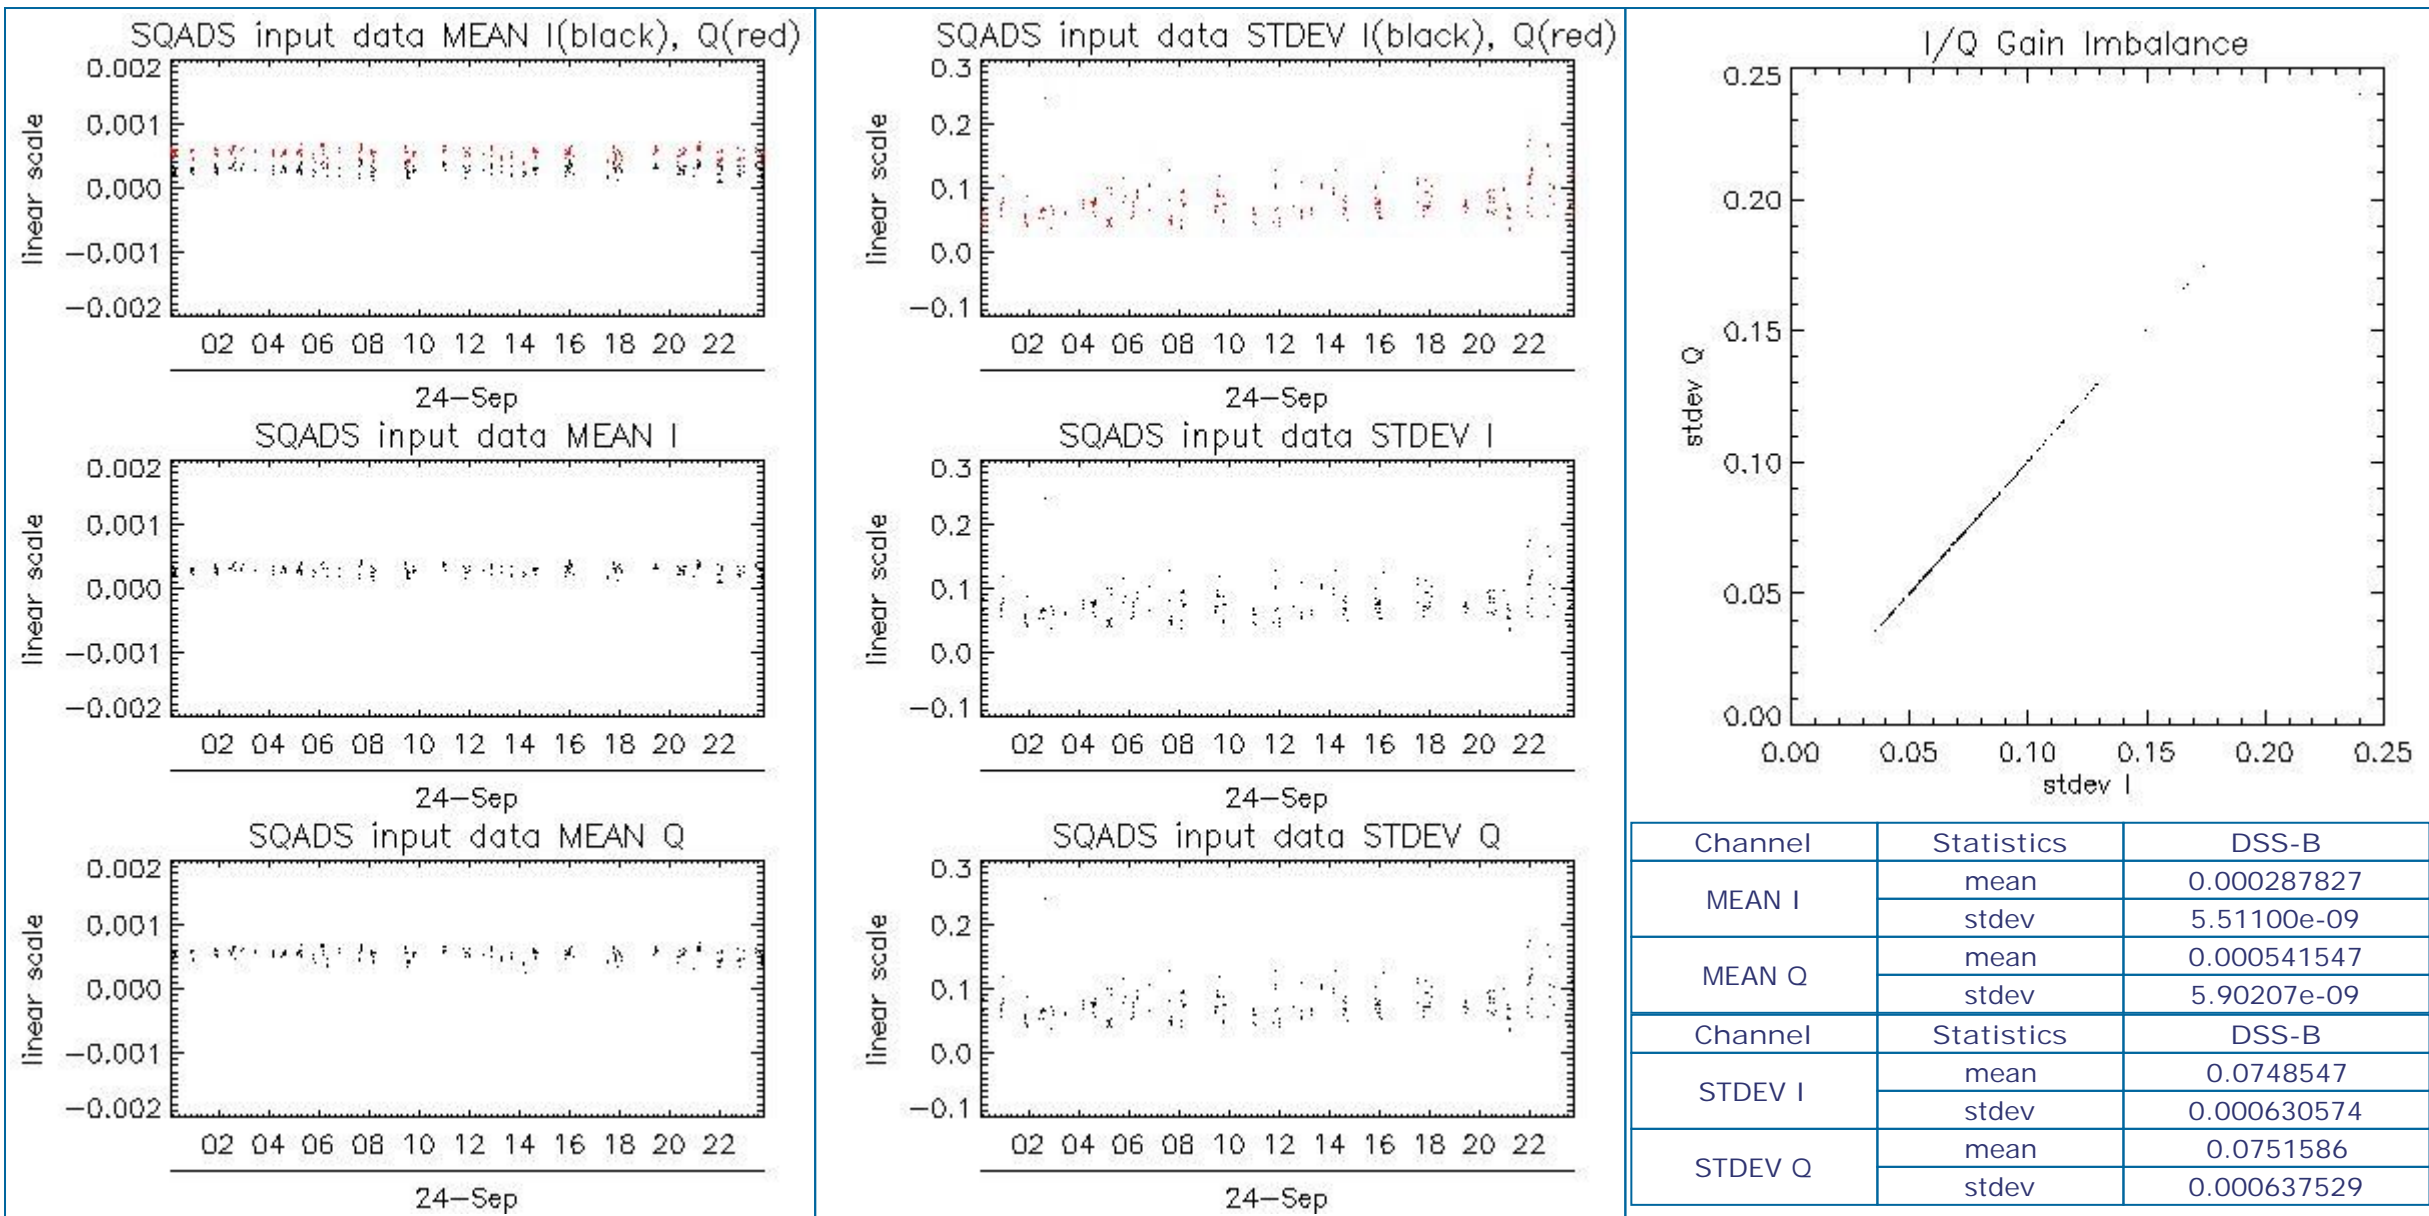 SQADS input data MEAN I(black), Q(red)
linear scale
0.002
0.001
0.000
-0.001
-0.002
02 04 06 08 10 12 14 16 18 20 22
24-Sep
SQADS input data MEAN I
linear scale
0.002
0.001
0.000
-0.001
-0.002
02 04 06 08 10 12 14 16 18 20 22
24-Sep
SQADS input data MEAN Q
linear scale
0.002
0.001
0.000
-0.001
-0.002
02 04 06 08 10 12 14 16 18 20 22
24-Sep
SQADS input data STDEV I(black), Q(red)
linear scale
0.3
0.2
0.1
0.0
-0.1
02 04 06 08 10 12 14 16 18 20 22
24-Sep
SQADS input data STDEV I
linear scale
0.3
0.2
0.1
0.0
-0.1
02 04 06 08 10 12 14 16 18 20 22
24-Sep
SQADS input data STDEV Q
linear scale
0.3
0.2
0.1
0.0
-0.1
02 04 06 08 10 12 14 16 18 20 22
24-Sep
I/Q Gain Imbalance
stdev Q
0.25
0.20
0.15
0.10
0.05
0.00
0.00 0.05 0.10 0.15 0.20 0.25
stdev I
Channel Statistics DSS-B
MEAN I mean 0.000287827
stdev 5.51100e-09
MEAN Q mean 0.000541547
stdev 5.90207e-09
Channel Statistics DSS-B
STDEV I mean 0.0748547
stdev 0.000630574
STDEV Q mean 0.0751586
stdev 0.000637529